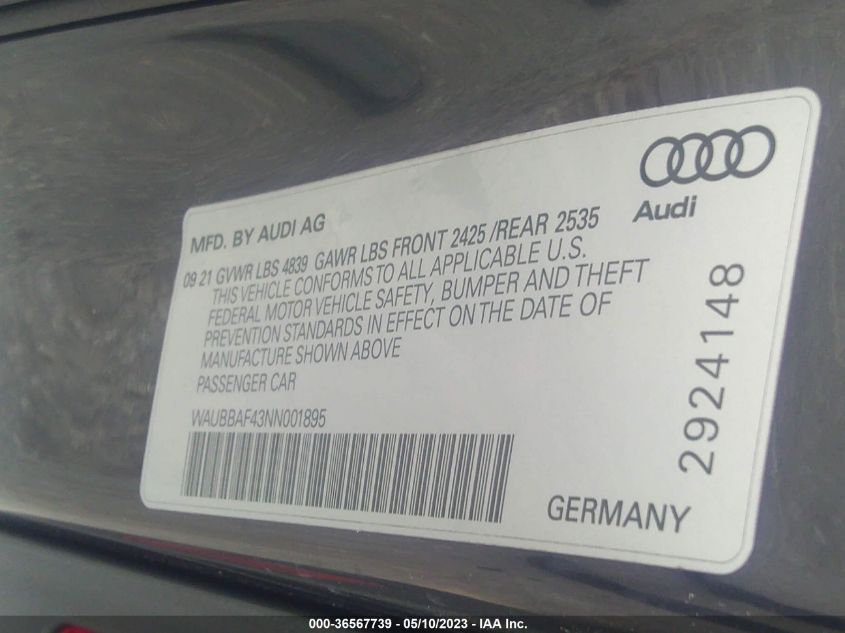 Audi
MFD. BY AUDI AG
09 21 GVWR LBS 4839 GAWR LBS FRONT 2425 /REAR 2535
THIS VEHICLE CONFORMS TO ALL APPLICABLE U.S.
FEDERAL MOTOR VEHICLE SAFETY, BUMPER AND THEFT
PREVENTION STANDARDS IN EFFECT ON THE DATE OF
MANUFACTURE SHOWN ABOVE
PASSENGER CAR
WAUBBAF43NN001895
2924148
GERMANY
000-36567739 - 05/10/2023 - IAA Inc.